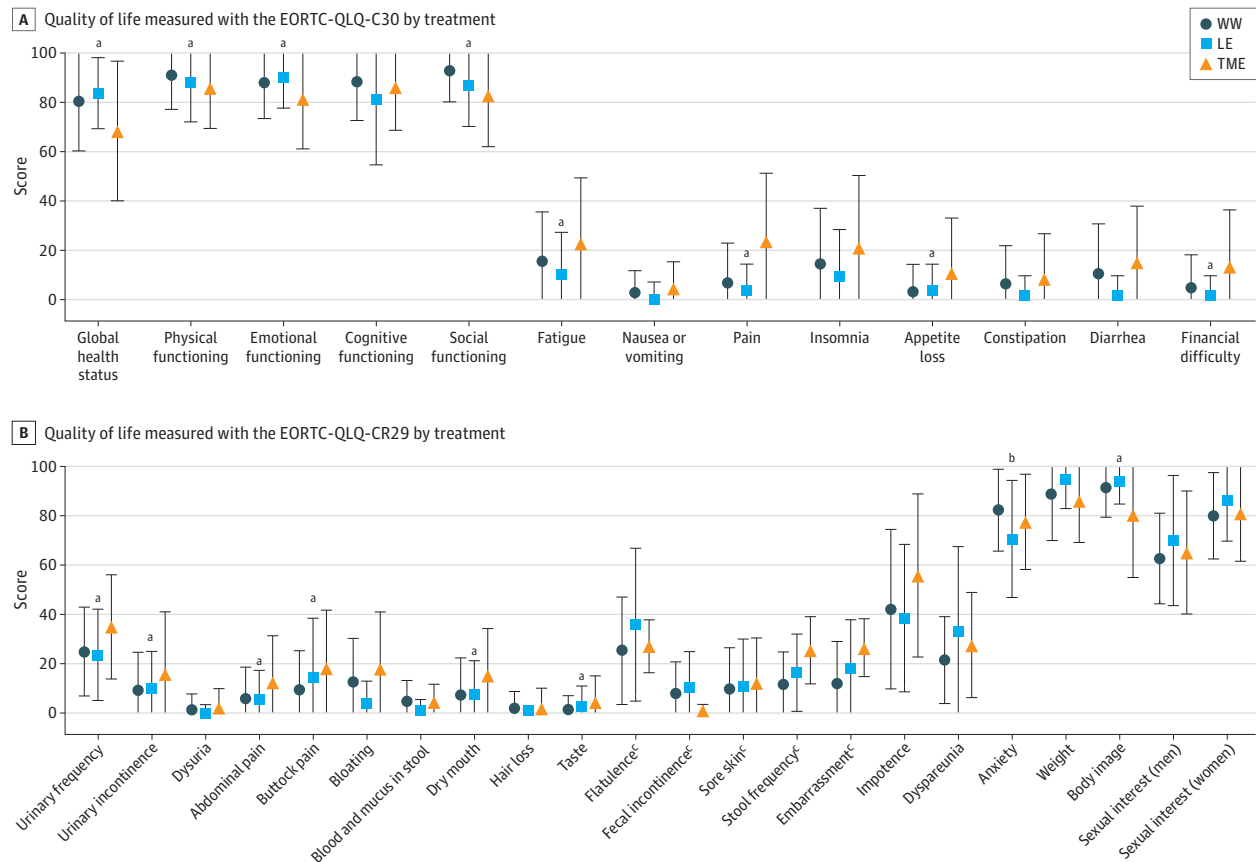 A Quality of life measured with the EORTC-QLQ-C30 by treatment
WW
LE
TME
Score
100
80
60
40
20
0
a
a
a
a
a
a
a
a
Global health status
Physical functioning
Emotional functioning
Cognitive functioning
Social functioning
Fatigue
Nausea or vomiting
Pain
Insomnia
Appetite loss
Constipation
Diarrhea
Financial difficulty
B Quality of life measured with the EORTC-QLQ-CR29 by treatment
Score
100
80
60
40
20
0
a
a
a
a
a
a
b
a
Urinary frequency
Urinary incontinence
Dysuria
Abdominal pain
Buttock pain
Bloating
Blood and mucus in stool
Dry mouth
Hair loss
Taste
Flatulencec
Fecal incontinencec
Sore skinc
Stool frequencyc
Embarrassmentc
Impotence
Dyspareunia
Anxiety
Weight
Body image
Sexual interest (men)
Sexual interest (women)